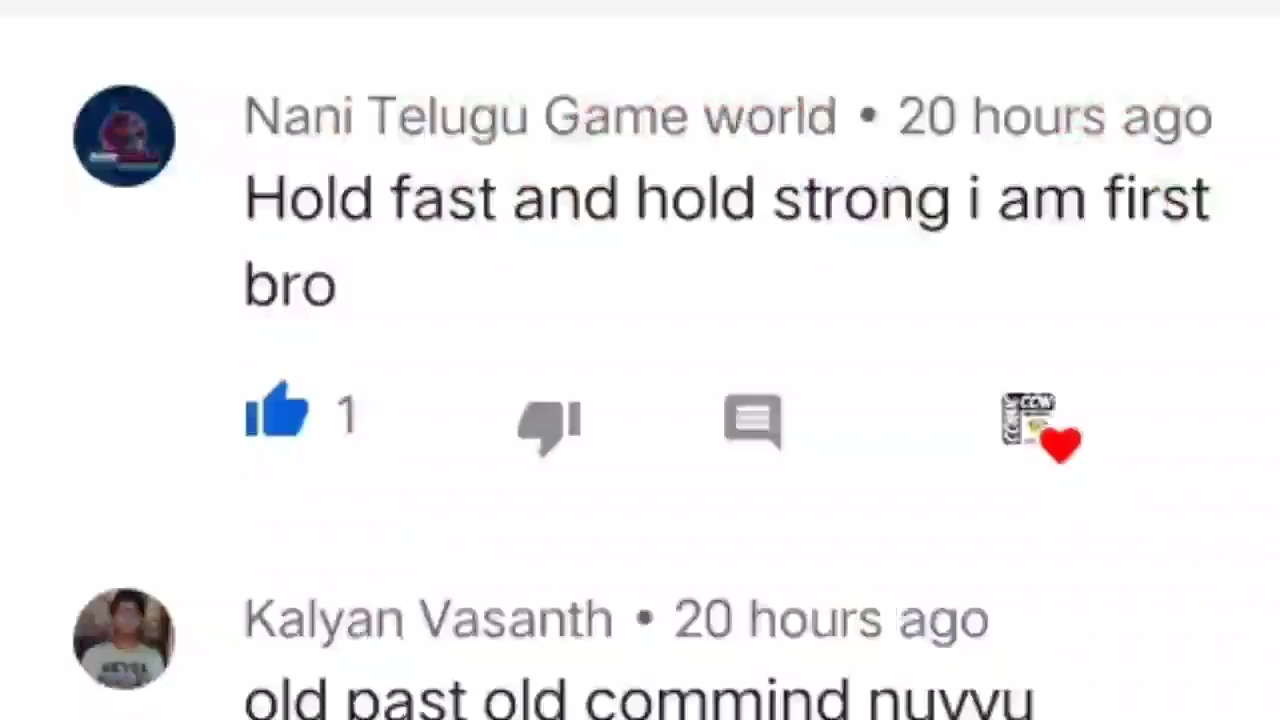 Nani Telugu Game world • 20 hours ago
Hold fast and hold strong i am first
bro
1
Kalyan Vasanth • 20 hours ago
old past old commind nuvvu